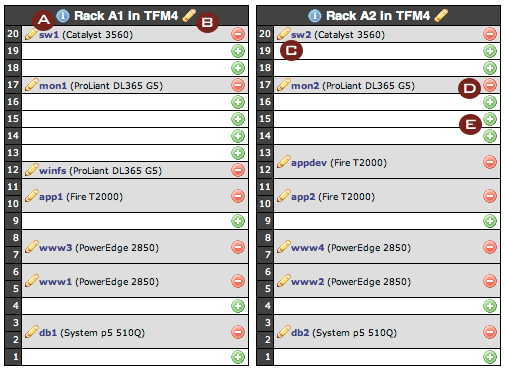 A Rack A1 In TFM4 B
20 sw1 (Catalyst 3560)
19
18
17 mon1 (ProLiant DL365 G5)
16
15
14
13
12 winfs (ProLiant DL365 G5)
11
app1 (Fire T2000)
10
9
8
www3 (PowerEdge 2850)
7
6
www1 (PowerEdge 2850)
5
4
3
db1 (System p5 510Q)
2
1
Rack A2 In TFM4
20 sw2 (Catalyst 3560)
19 C
18
17 mon2 (ProLiant DL365 G5) D
16
15 E
14
13
appdev (Fire T2000)
12
11
app2 (Fire T2000)
10
9
8
www4 (PowerEdge 2850)
7
6
www2 (PowerEdge 2850)
5
4
3
db2 (System p5 510Q)
2
1